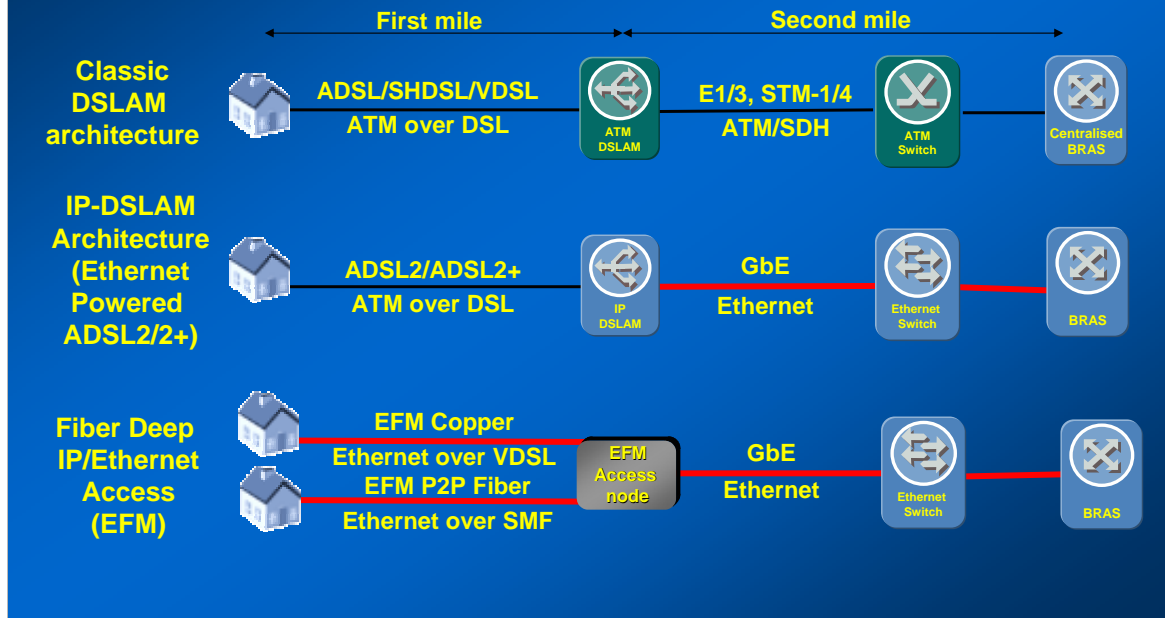 First mile
Second mile
Classic
DSLAM
architecture
ADSL/SHDSL/VDSL
ATM over DSL
ATM
DSLAM
E1/3, STM-1/4
ATM/SDH
ATM
Switch
Centralised
BRAS
IP-DSLAM
Architecture
(Ethernet
Powered
ADSL2/2+)
ADSL2/ADSL2+
ATM over DSL
IP
DSLAM
GbE
Ethernet
Ethernet
Switch
BRAS
Fiber Deep
IP/Ethernet
Access
(EFM)
EFM Copper
Ethernet over VDSL
EFM P2P Fiber
Ethernet over SMF
EFM
Access
node
GbE
Ethernet
Ethernet
Switch
BRAS